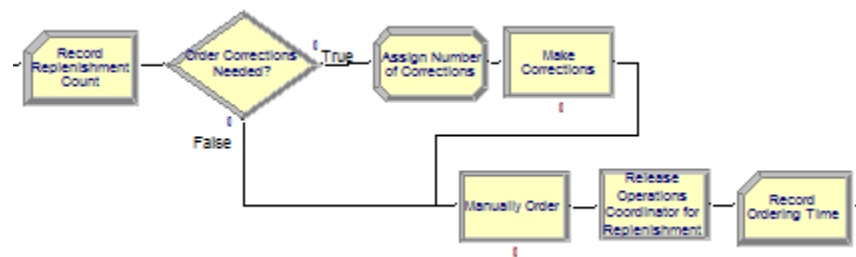 Record
Replenishment
Count
Order Corrections
Needed?
True
False
Assign Number
of Corrections
Make
Corrections
Manually Order
Release
Operations
Coordinator for
Replenishment
Record
Ordering Time